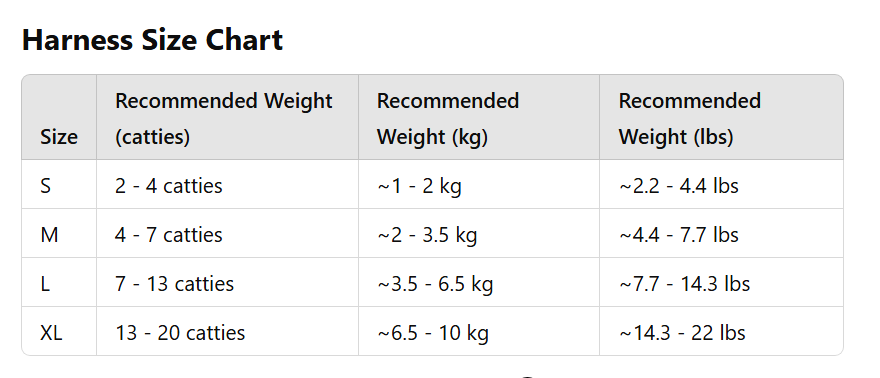 Harness Size Chart
Size | Recommended Weight (catties) | Recommended Weight (kg) | Recommended Weight (lbs)
S | 2 - 4 catties | ~1 - 2 kg | ~2.2 - 4.4 lbs
M | 4 - 7 catties | ~2 - 3.5 kg | ~4.4 - 7.7 lbs
L | 7 - 13 catties | ~3.5 - 6.5 kg | ~7.7 - 14.3 lbs
XL | 13 - 20 catties | ~6.5 - 10 kg | ~14.3 - 22 lbs